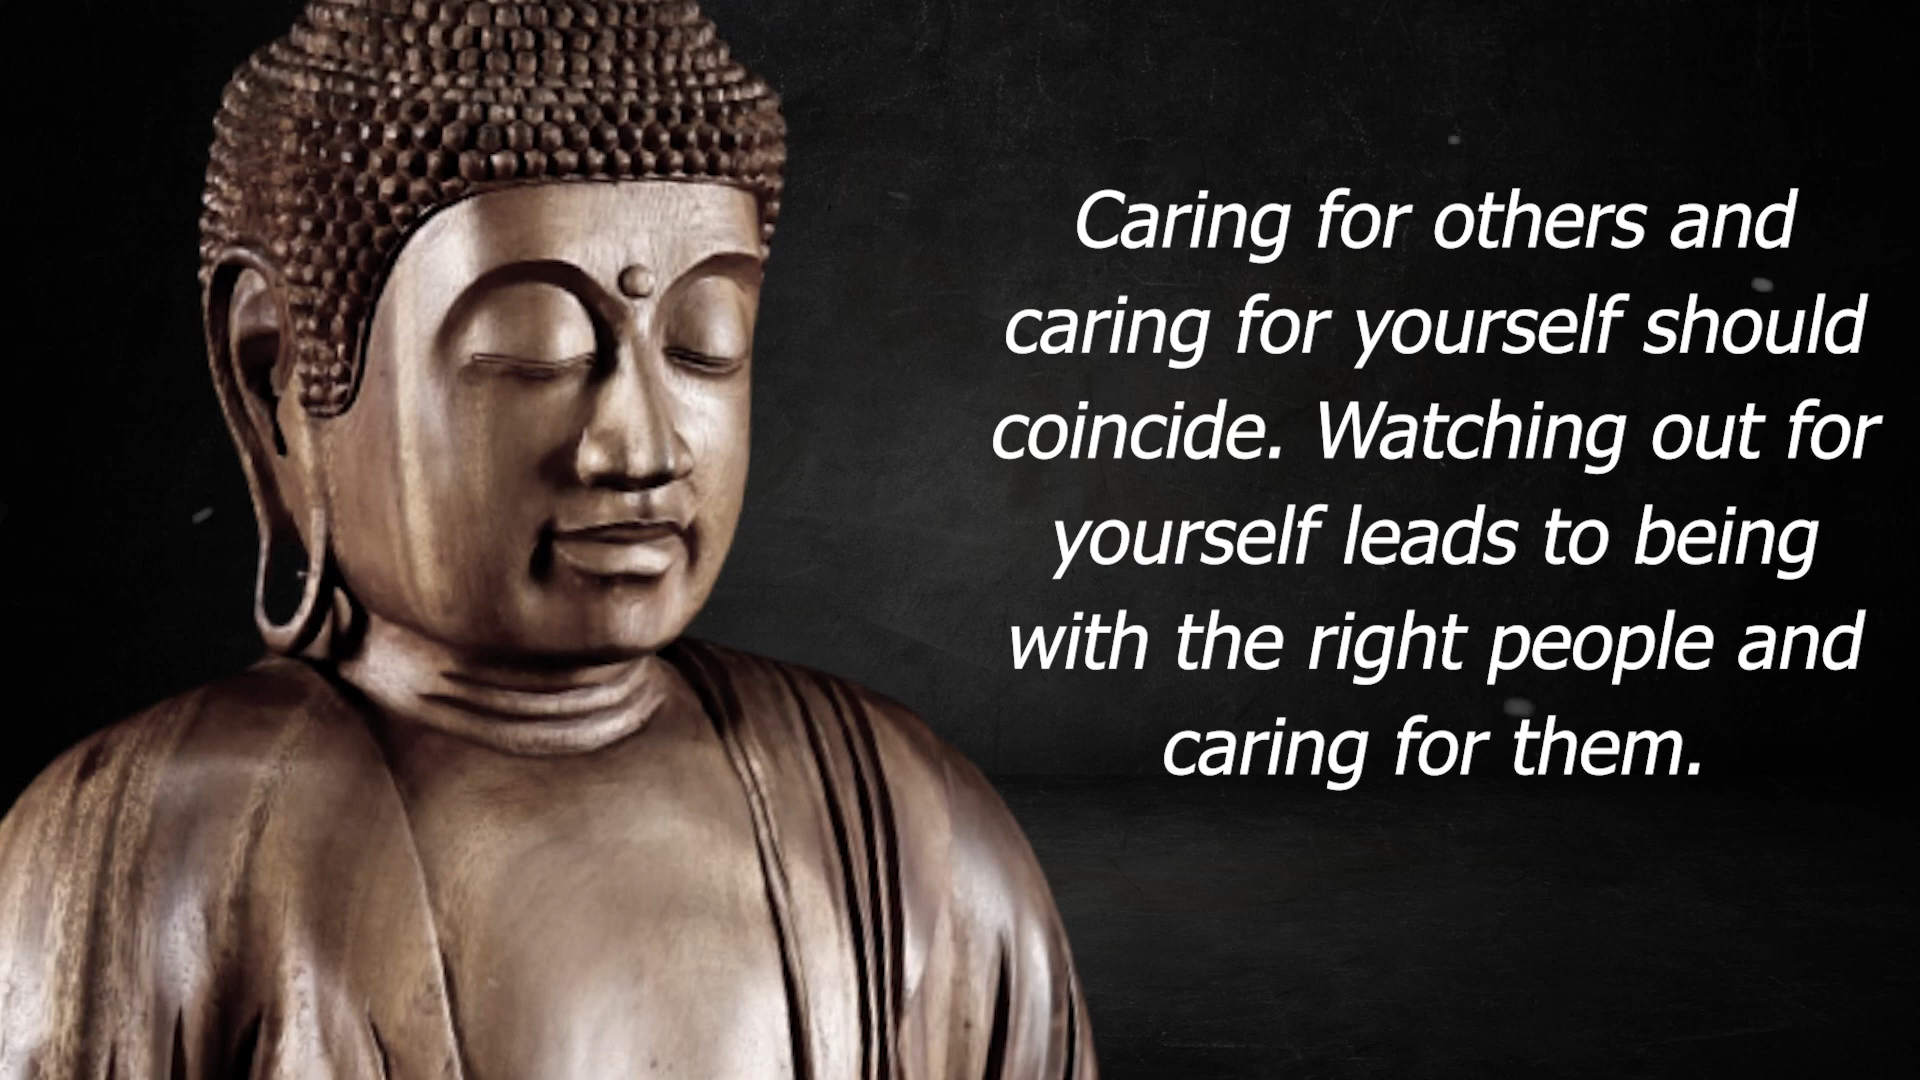 Caring for others and
caring for yourself should
coincide. Watching out for
yourself leads to being
with the right people and
caring for them.